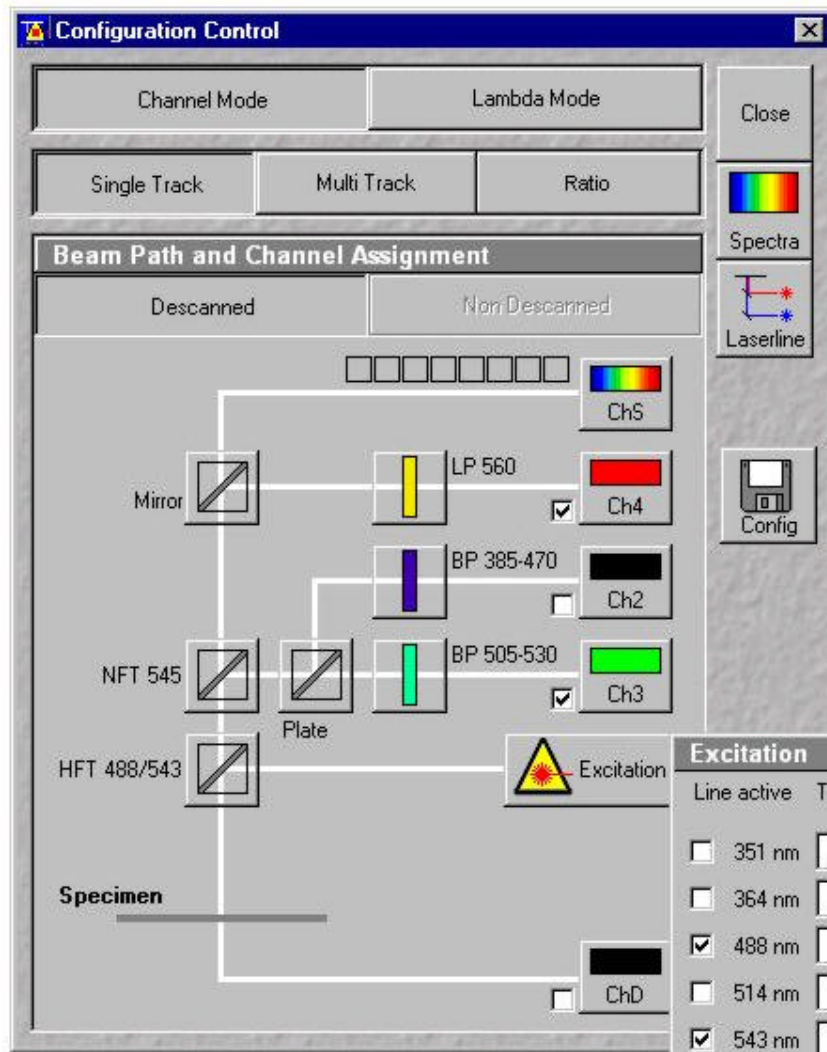 Configuration Control
Channel Mode
Lambda Mode
Close
Single Track
Multi Track
Ratio
Spectra
Beam Path and Channel Assignment
Descanned
Non Descanned
Laserline
ChS
Mirror
LP 560
Ch4
Config
BP 385-470
Ch2
NFT 545
BP 505-530
Ch3
Plate
HFT 488/543
Excitation
Excitation
Line active
T
351 nm
364 nm
Specimen
488 nm
ChD
514 nm
543 nm